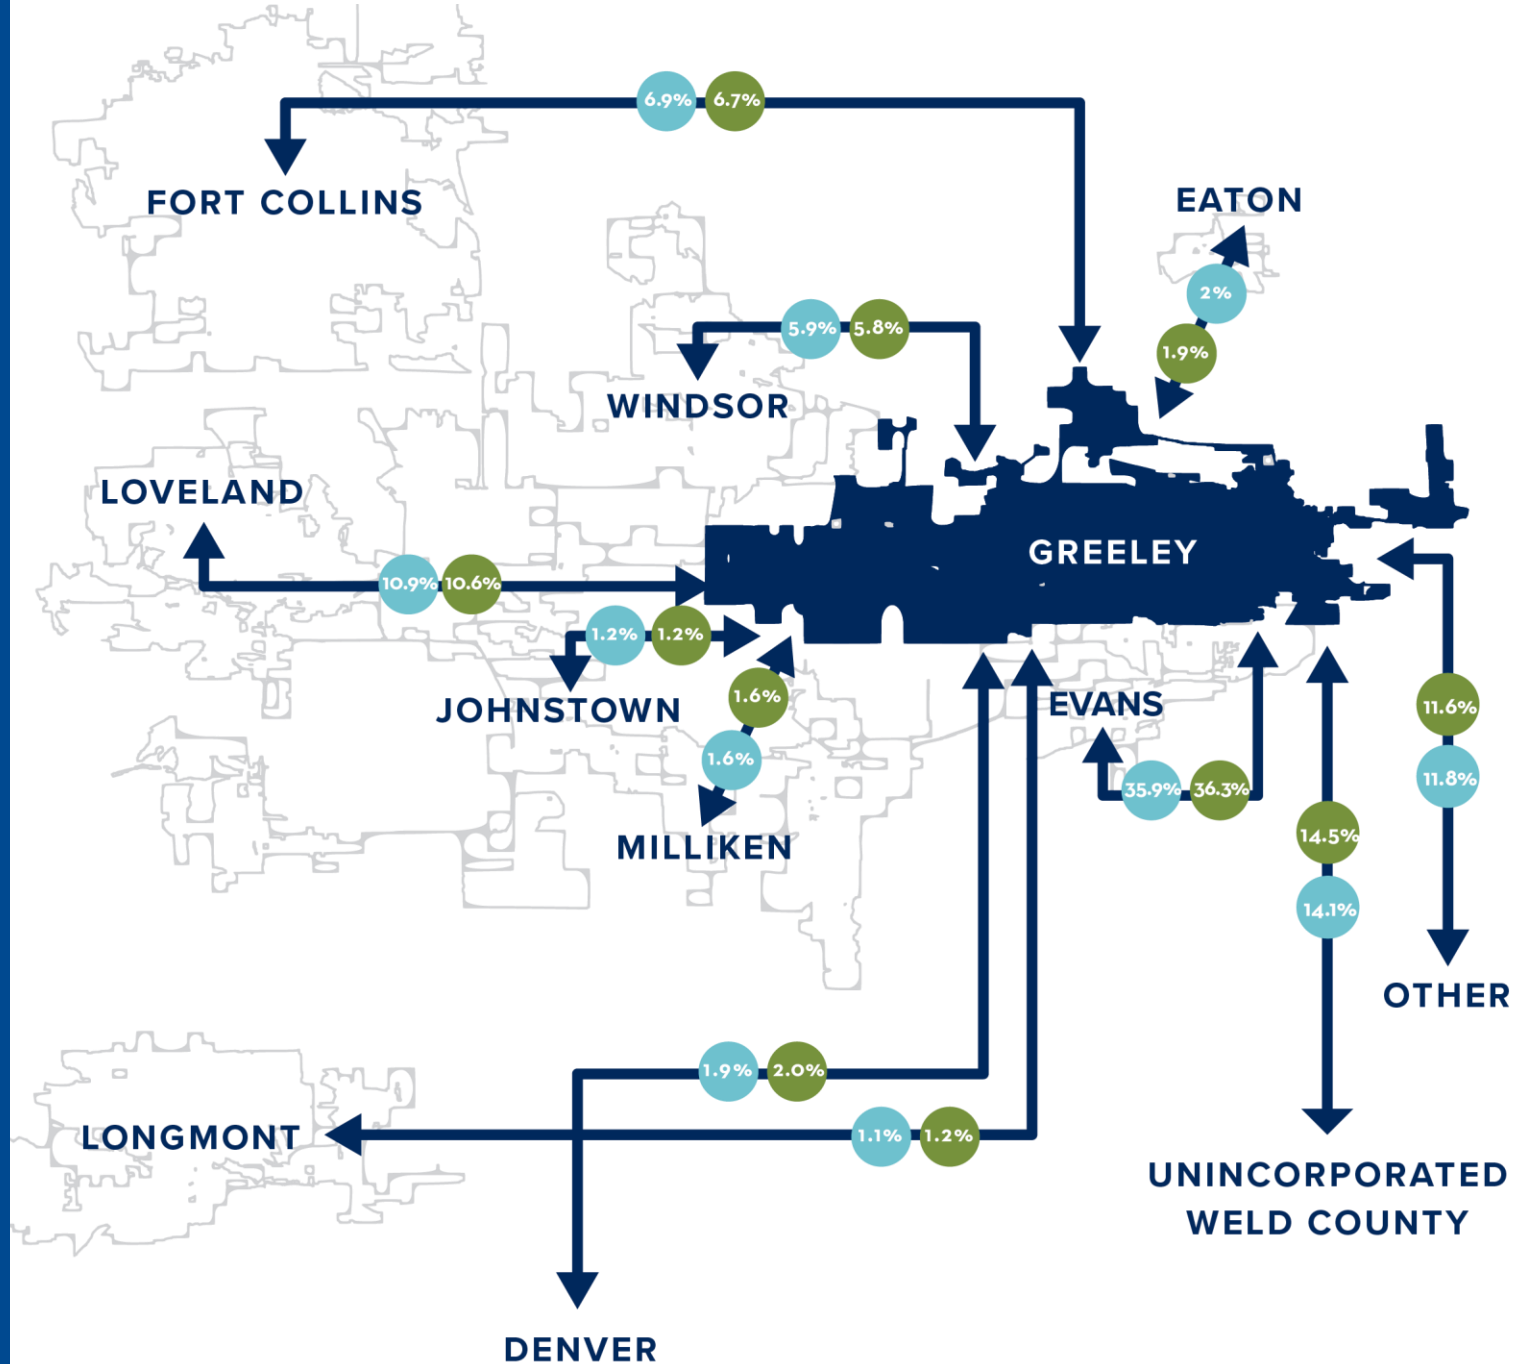 6.9% 6.7%
FORT COLLINS
EATON
2%
5.9% 5.8%
1.9%
WINDSOR
LOVELAND
GREELEY
10.9% 10.6%
1.2% 1.2%
JOHNSTOWN
1.6%
EVANS
11.6%
1.6%
11.8%
35.9% 36.3%
MILLIKEN
14.5%
14.1%
OTHER
1.9% 2.0%
LONGMONT
1.1% 1.2%
UNINCORPORATED
WELD COUNTY
DENVER